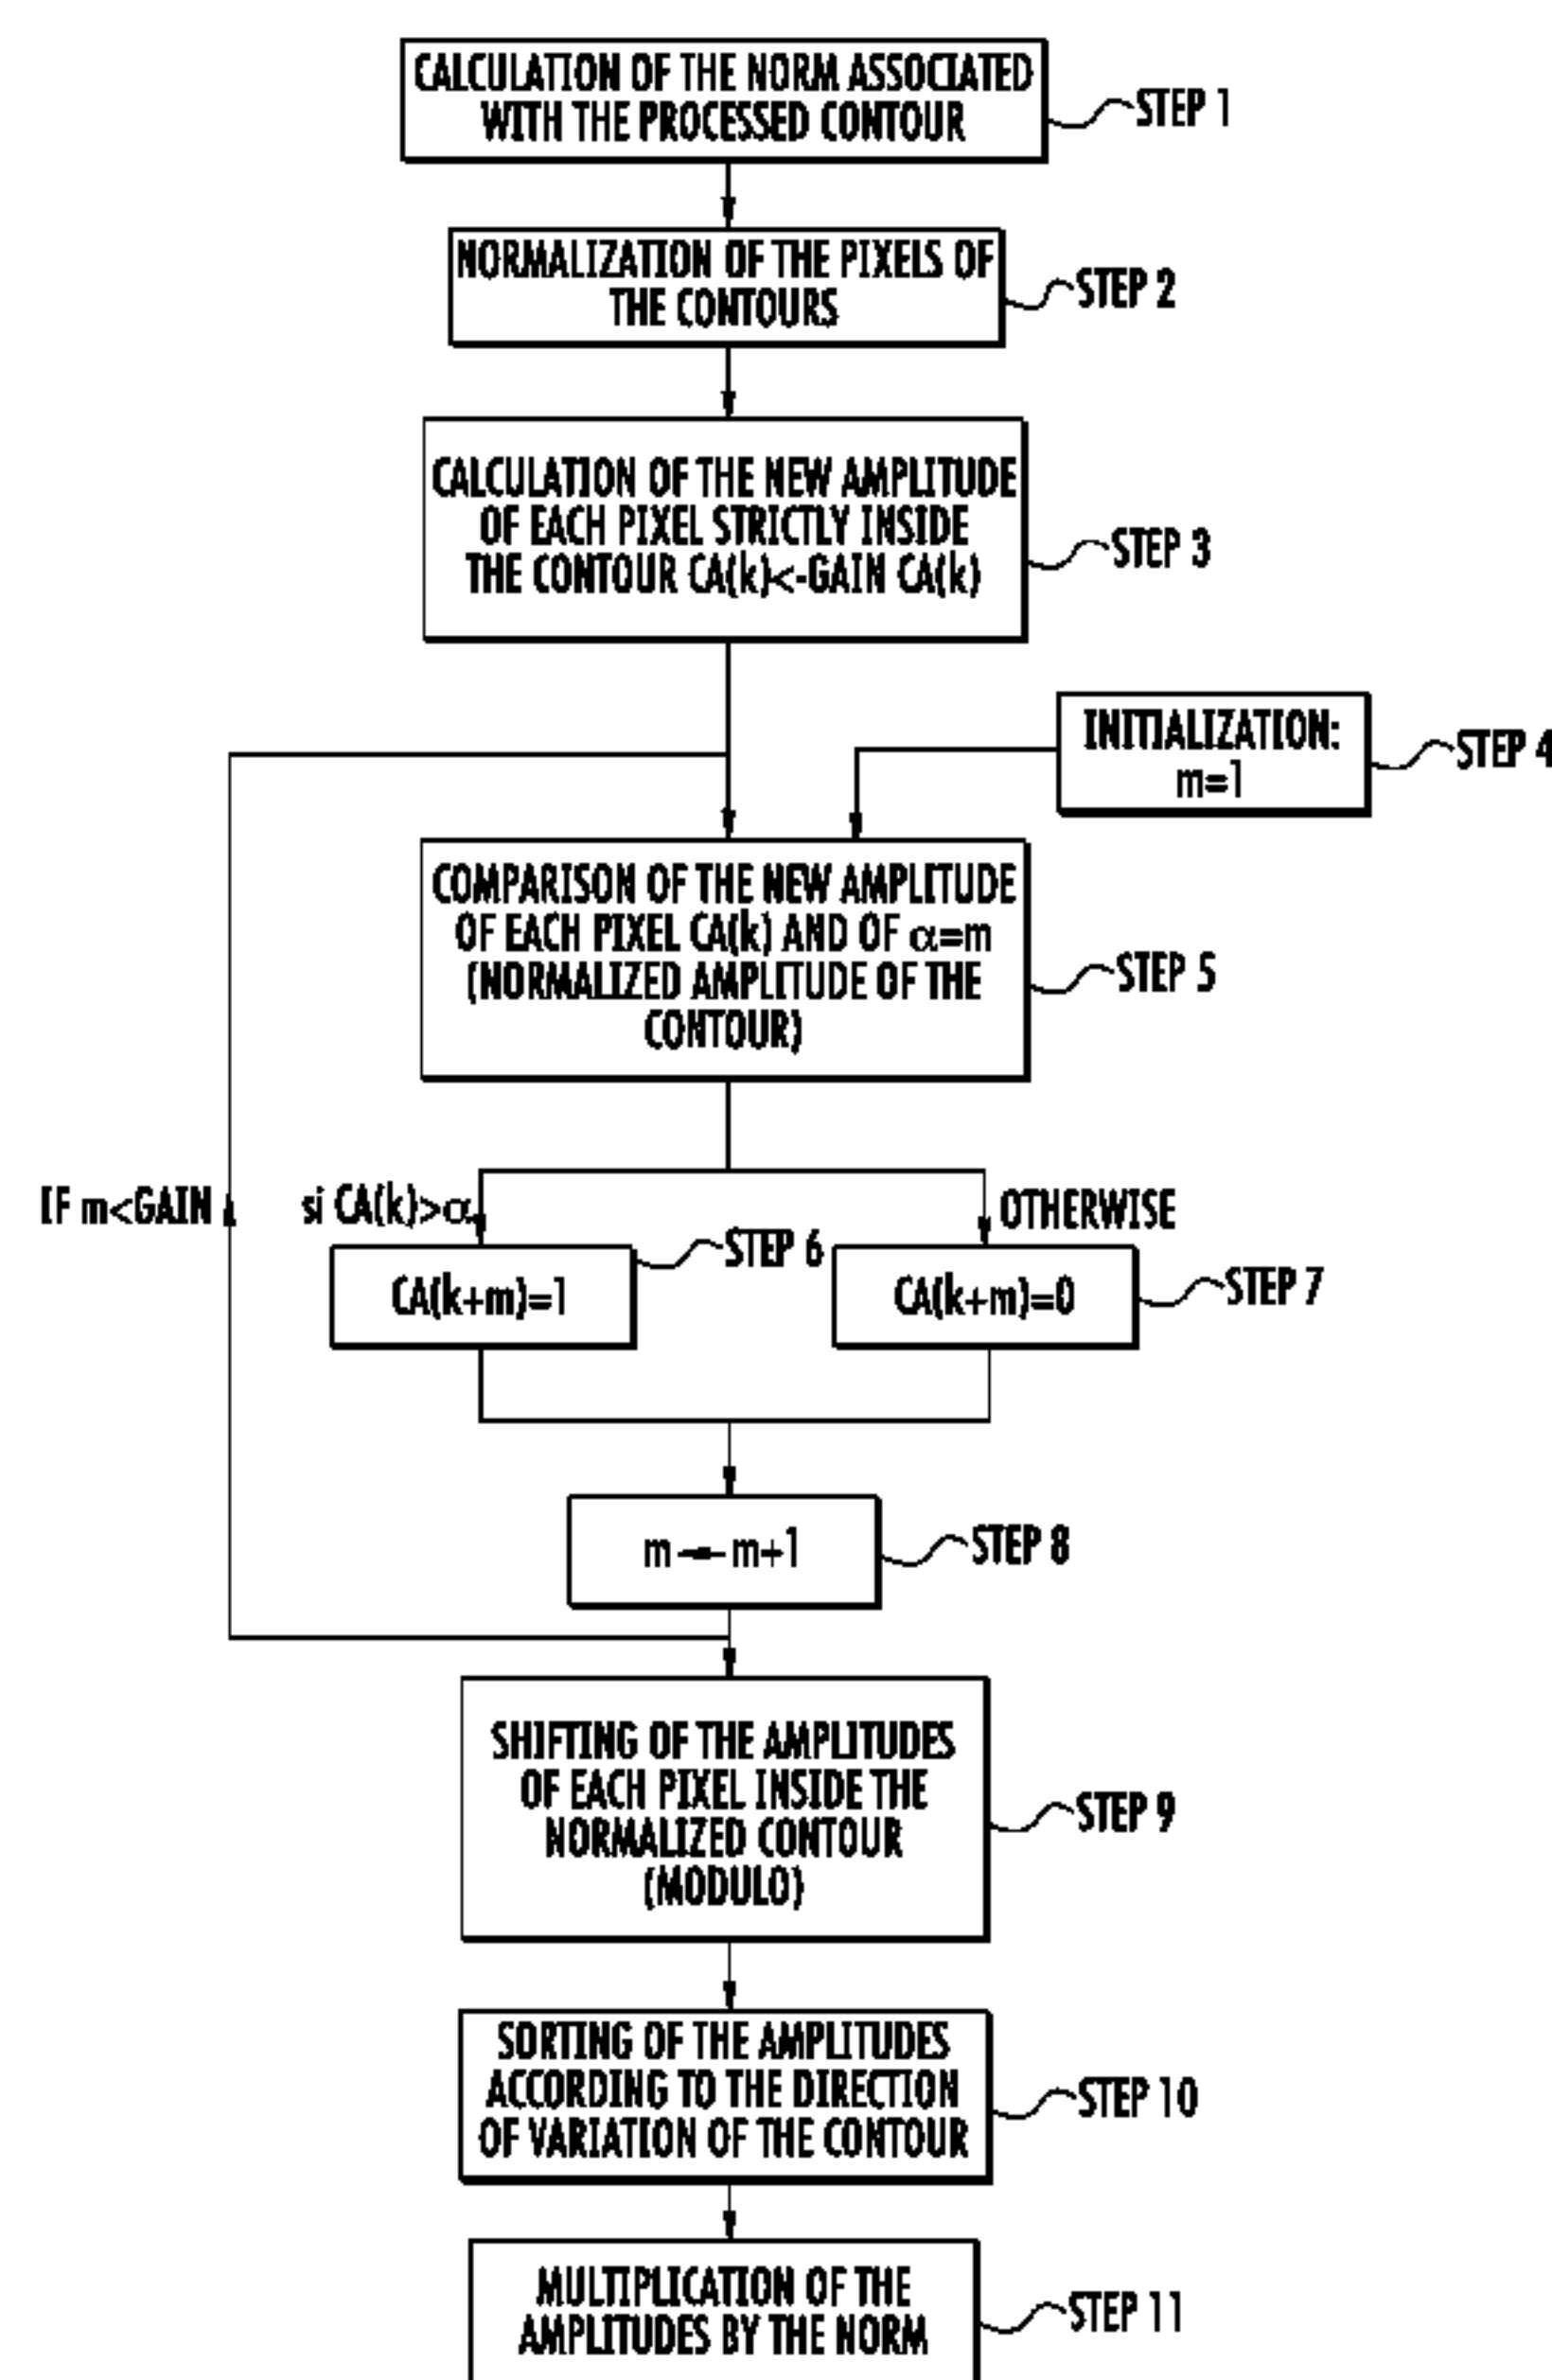 CALCULATION OF THE NORM ASSOCIATED
WITH THE PROCESSED CONTOUR
STEP 1
NORMALIZATION OF THE PIXELS OF
THE CONTOURS
STEP 2
CALCULATION OF THE NEW AMPLITUDE
OF EACH PIXEL STRICTLY INSIDE
THE CONTOUR CA(k)<-GAIN CA(k)
STEP 3
INITIALIZATION:
m=1
STEP 4
COMPARISON OF THE NEW AMPLITUDE
OF EACH PIXEL CA(k) AND OF α=m
(NORMALIZED AMPLITUDE OF THE
CONTOUR)
STEP 5
IF m<GAIN
si CA(k)>α
OTHERWISE
CA(k+m)=1
STEP 6
CA(k+m)=0
STEP 7
m ← m+1
STEP 8
SHIFTING OF THE AMPLITUDES
OF EACH PIXEL INSIDE THE
NORMALIZED CONTOUR
(MODULO)
STEP 9
SORTING OF THE AMPLITUDES
ACCORDING TO THE DIRECTION
OF VARIATION OF THE CONTOUR
STEP 10
MULTIPLICATION OF THE
AMPLITUDES BY THE NORM
STEP 11